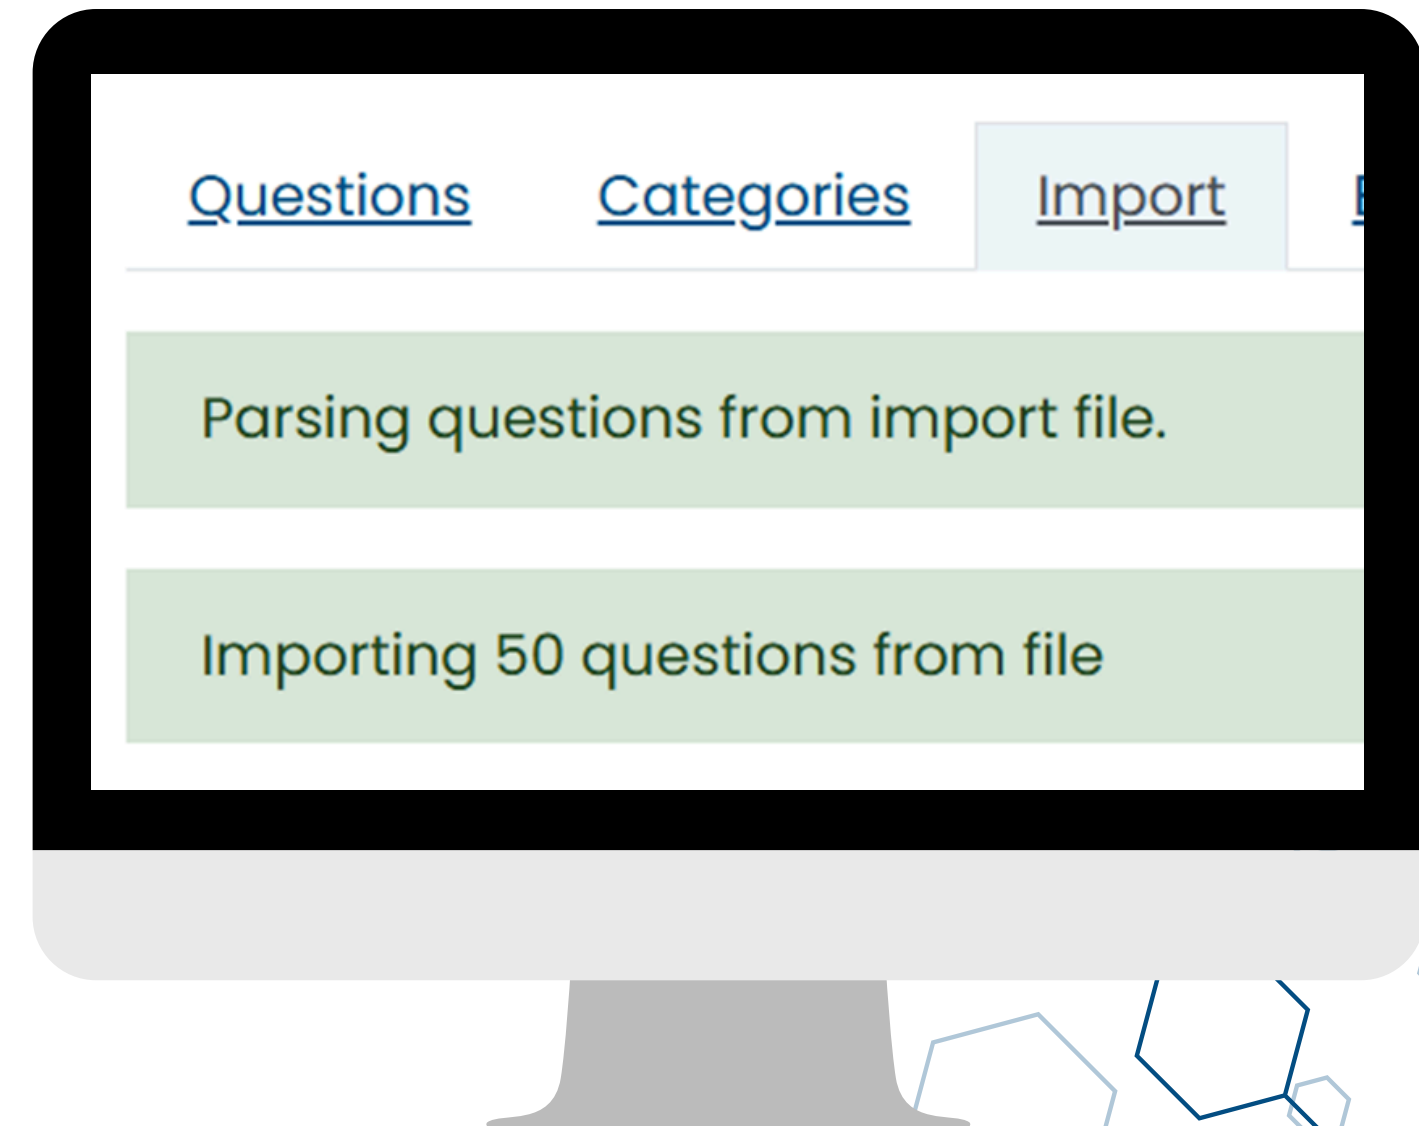 Questions Categories Import
Parsing questions from import file.
Importing 50 questions from file